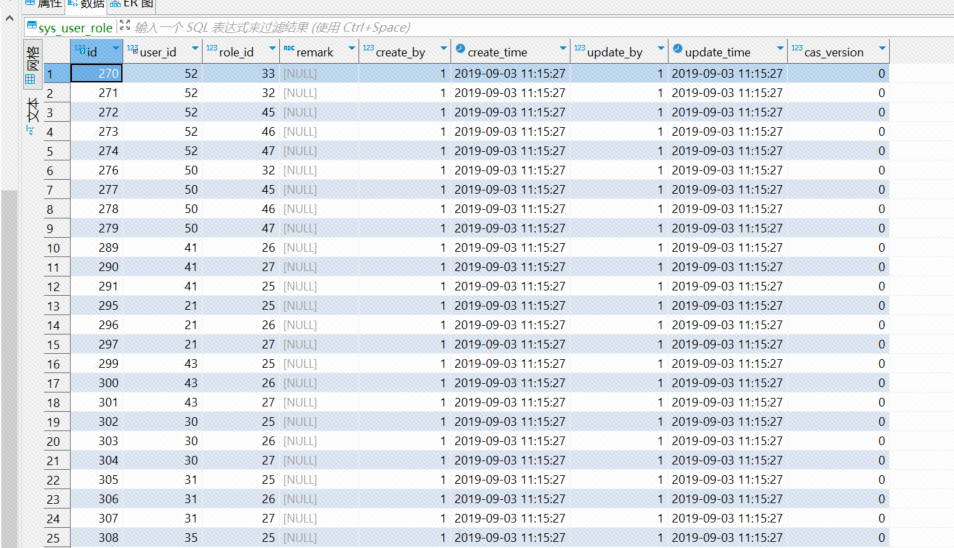 属性 数据 ER 图
sys_user_role 输入一个 SQL 表达式来过滤结果 (使用 Ctrl+Space)
网格
文本
id user_id role_id remark create_by create_time update_by update_time cas_version
1 270 52 33 [NULL] 1 2019-09-03 11:15:27 1 2019-09-03 11:15:27 0
2 271 52 32 [NULL] 1 2019-09-03 11:15:27 1 2019-09-03 11:15:27 0
3 272 52 45 [NULL] 1 2019-09-03 11:15:27 1 2019-09-03 11:15:27 0
4 273 52 46 [NULL] 1 2019-09-03 11:15:27 1 2019-09-03 11:15:27 0
5 274 52 47 [NULL] 1 2019-09-03 11:15:27 1 2019-09-03 11:15:27 0
6 276 50 32 [NULL] 1 2019-09-03 11:15:27 1 2019-09-03 11:15:27 0
7 277 50 45 [NULL] 1 2019-09-03 11:15:27 1 2019-09-03 11:15:27 0
8 278 50 46 [NULL] 1 2019-09-03 11:15:27 1 2019-09-03 11:15:27 0
9 279 50 47 [NULL] 1 2019-09-03 11:15:27 1 2019-09-03 11:15:27 0
10 289 41 26 [NULL] 1 2019-09-03 11:15:27 1 2019-09-03 11:15:27 0
11 290 41 27 [NULL] 1 2019-09-03 11:15:27 1 2019-09-03 11:15:27 0
12 291 41 25 [NULL] 1 2019-09-03 11:15:27 1 2019-09-03 11:15:27 0
13 295 21 25 [NULL] 1 2019-09-03 11:15:27 1 2019-09-03 11:15:27 0
14 296 21 26 [NULL] 1 2019-09-03 11:15:27 1 2019-09-03 11:15:27 0
15 297 21 27 [NULL] 1 2019-09-03 11:15:27 1 2019-09-03 11:15:27 0
16 299 43 25 [NULL] 1 2019-09-03 11:15:27 1 2019-09-03 11:15:27 0
17 300 43 26 [NULL] 1 2019-09-03 11:15:27 1 2019-09-03 11:15:27 0
18 301 43 27 [NULL] 1 2019-09-03 11:15:27 1 2019-09-03 11:15:27 0
19 302 30 25 [NULL] 1 2019-09-03 11:15:27 1 2019-09-03 11:15:27 0
20 303 30 26 [NULL] 1 2019-09-03 11:15:27 1 2019-09-03 11:15:27 0
21 304 30 27 [NULL] 1 2019-09-03 11:15:27 1 2019-09-03 11:15:27 0
22 305 31 25 [NULL] 1 2019-09-03 11:15:27 1 2019-09-03 11:15:27 0
23 306 31 26 [NULL] 1 2019-09-03 11:15:27 1 2019-09-03 11:15:27 0
24 307 31 27 [NULL] 1 2019-09-03 11:15:27 1 2019-09-03 11:15:27 0
25 308 35 25 [NULL] 1 2019-09-03 11:15:27 1 2019-09-03 11:15:27 0